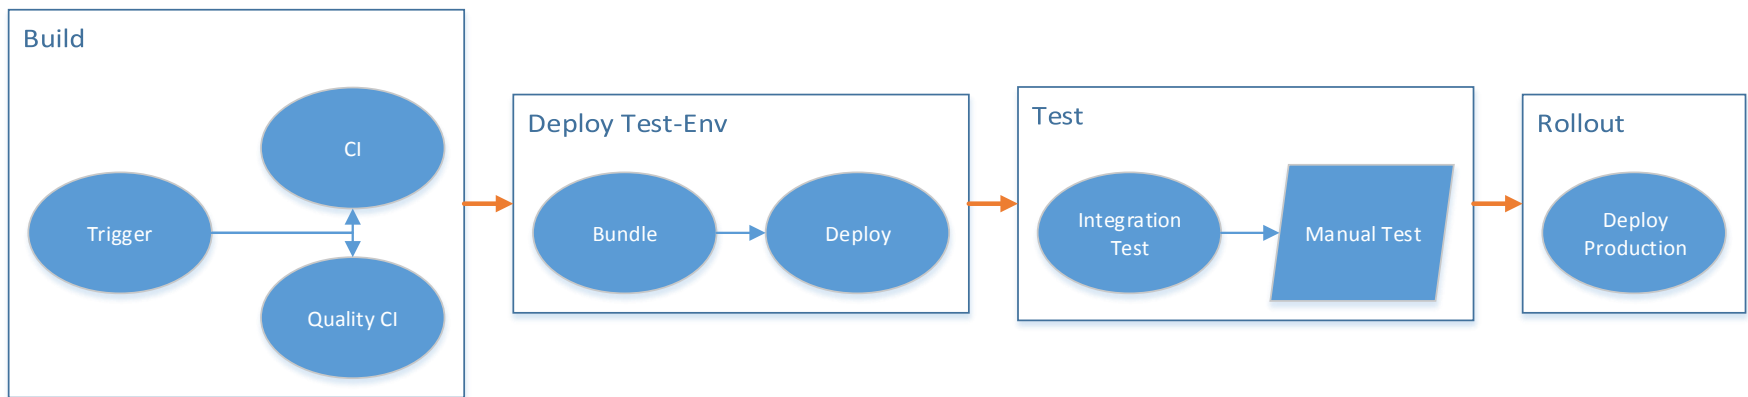 Build
CI
Trigger
Quality CI
Deploy Test-Env
Bundle
Deploy
Test
Integration
Test
Manual Test
Rollout
Deploy
Production